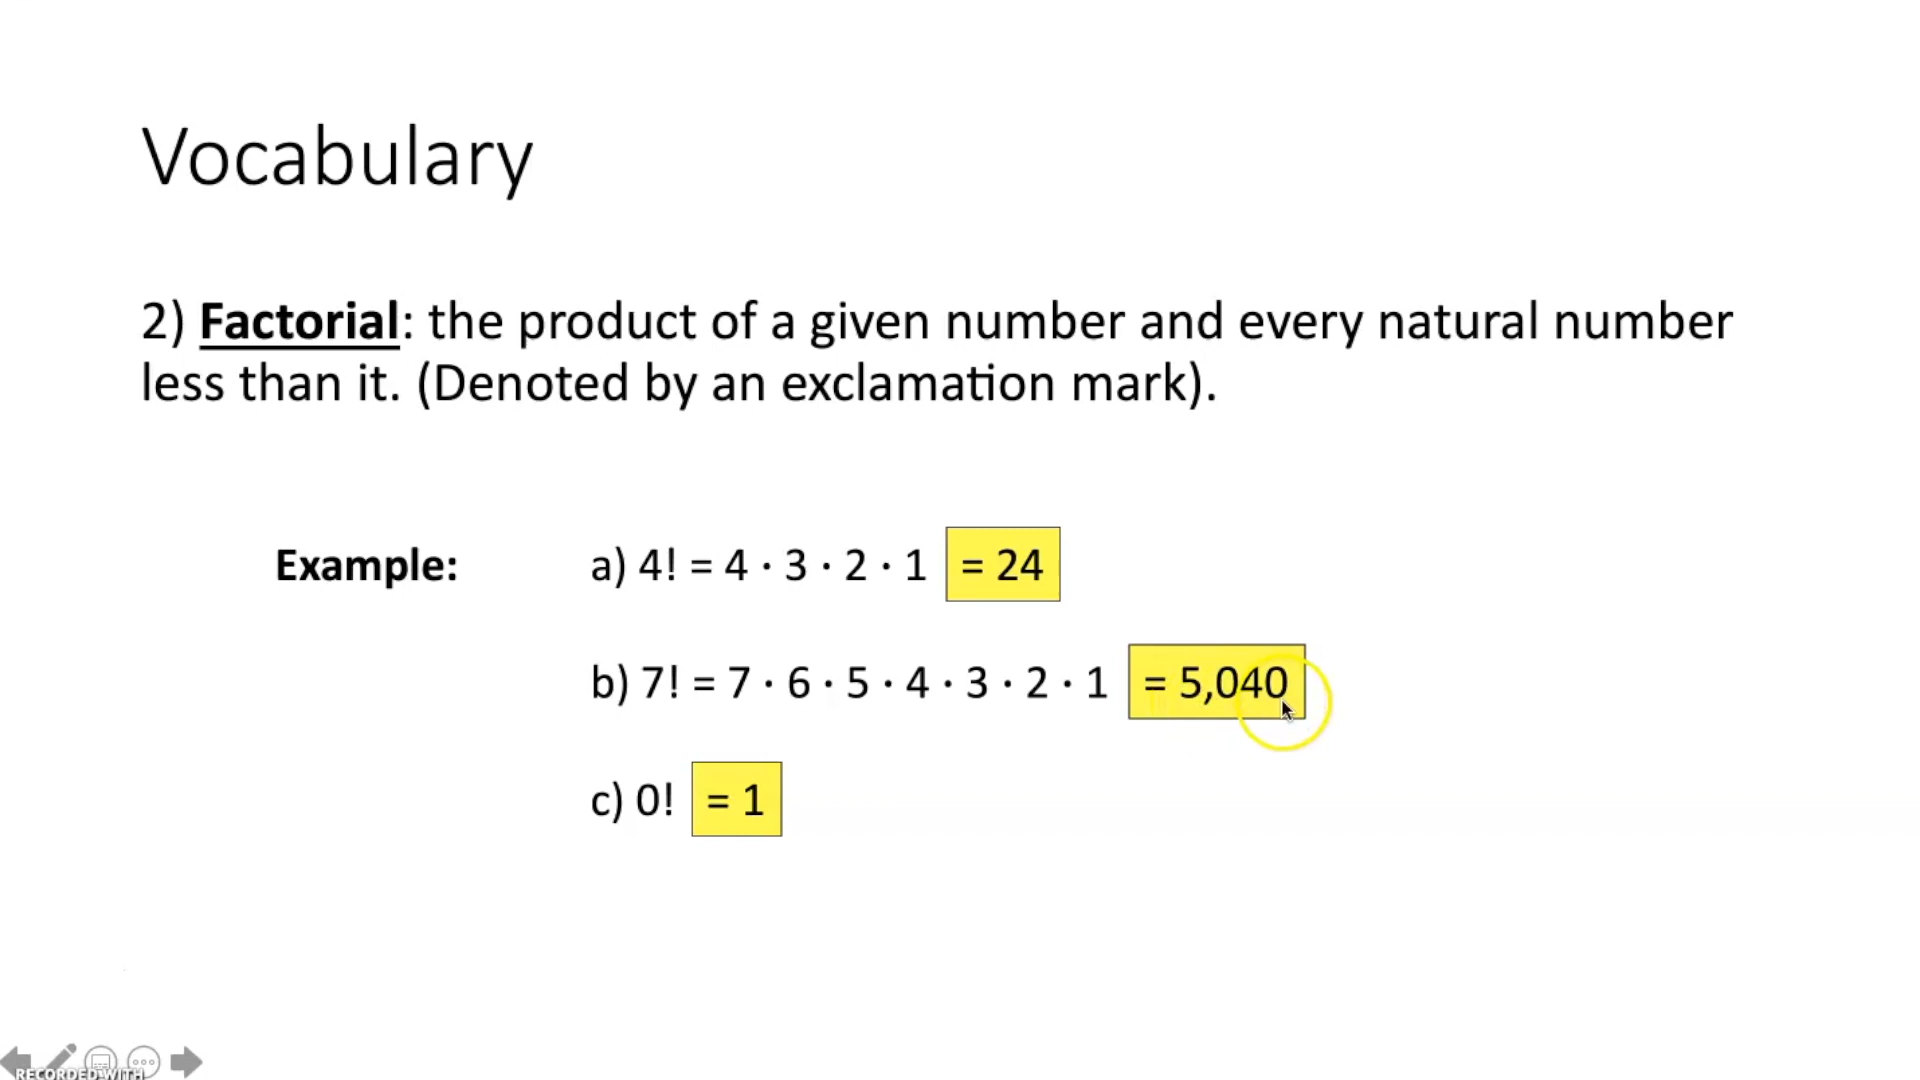 Vocabulary
2) Factorial: the product of a given number and every natural number
less than it. (Denoted by an exclamation mark).
Example: a) 4! = 4 · 3 · 2 · 1 = 24
b) 7! = 7 · 6 · 5 · 4 · 3 · 2 · 1 = 5,040
c) 0! = 1
RECORDED WITH